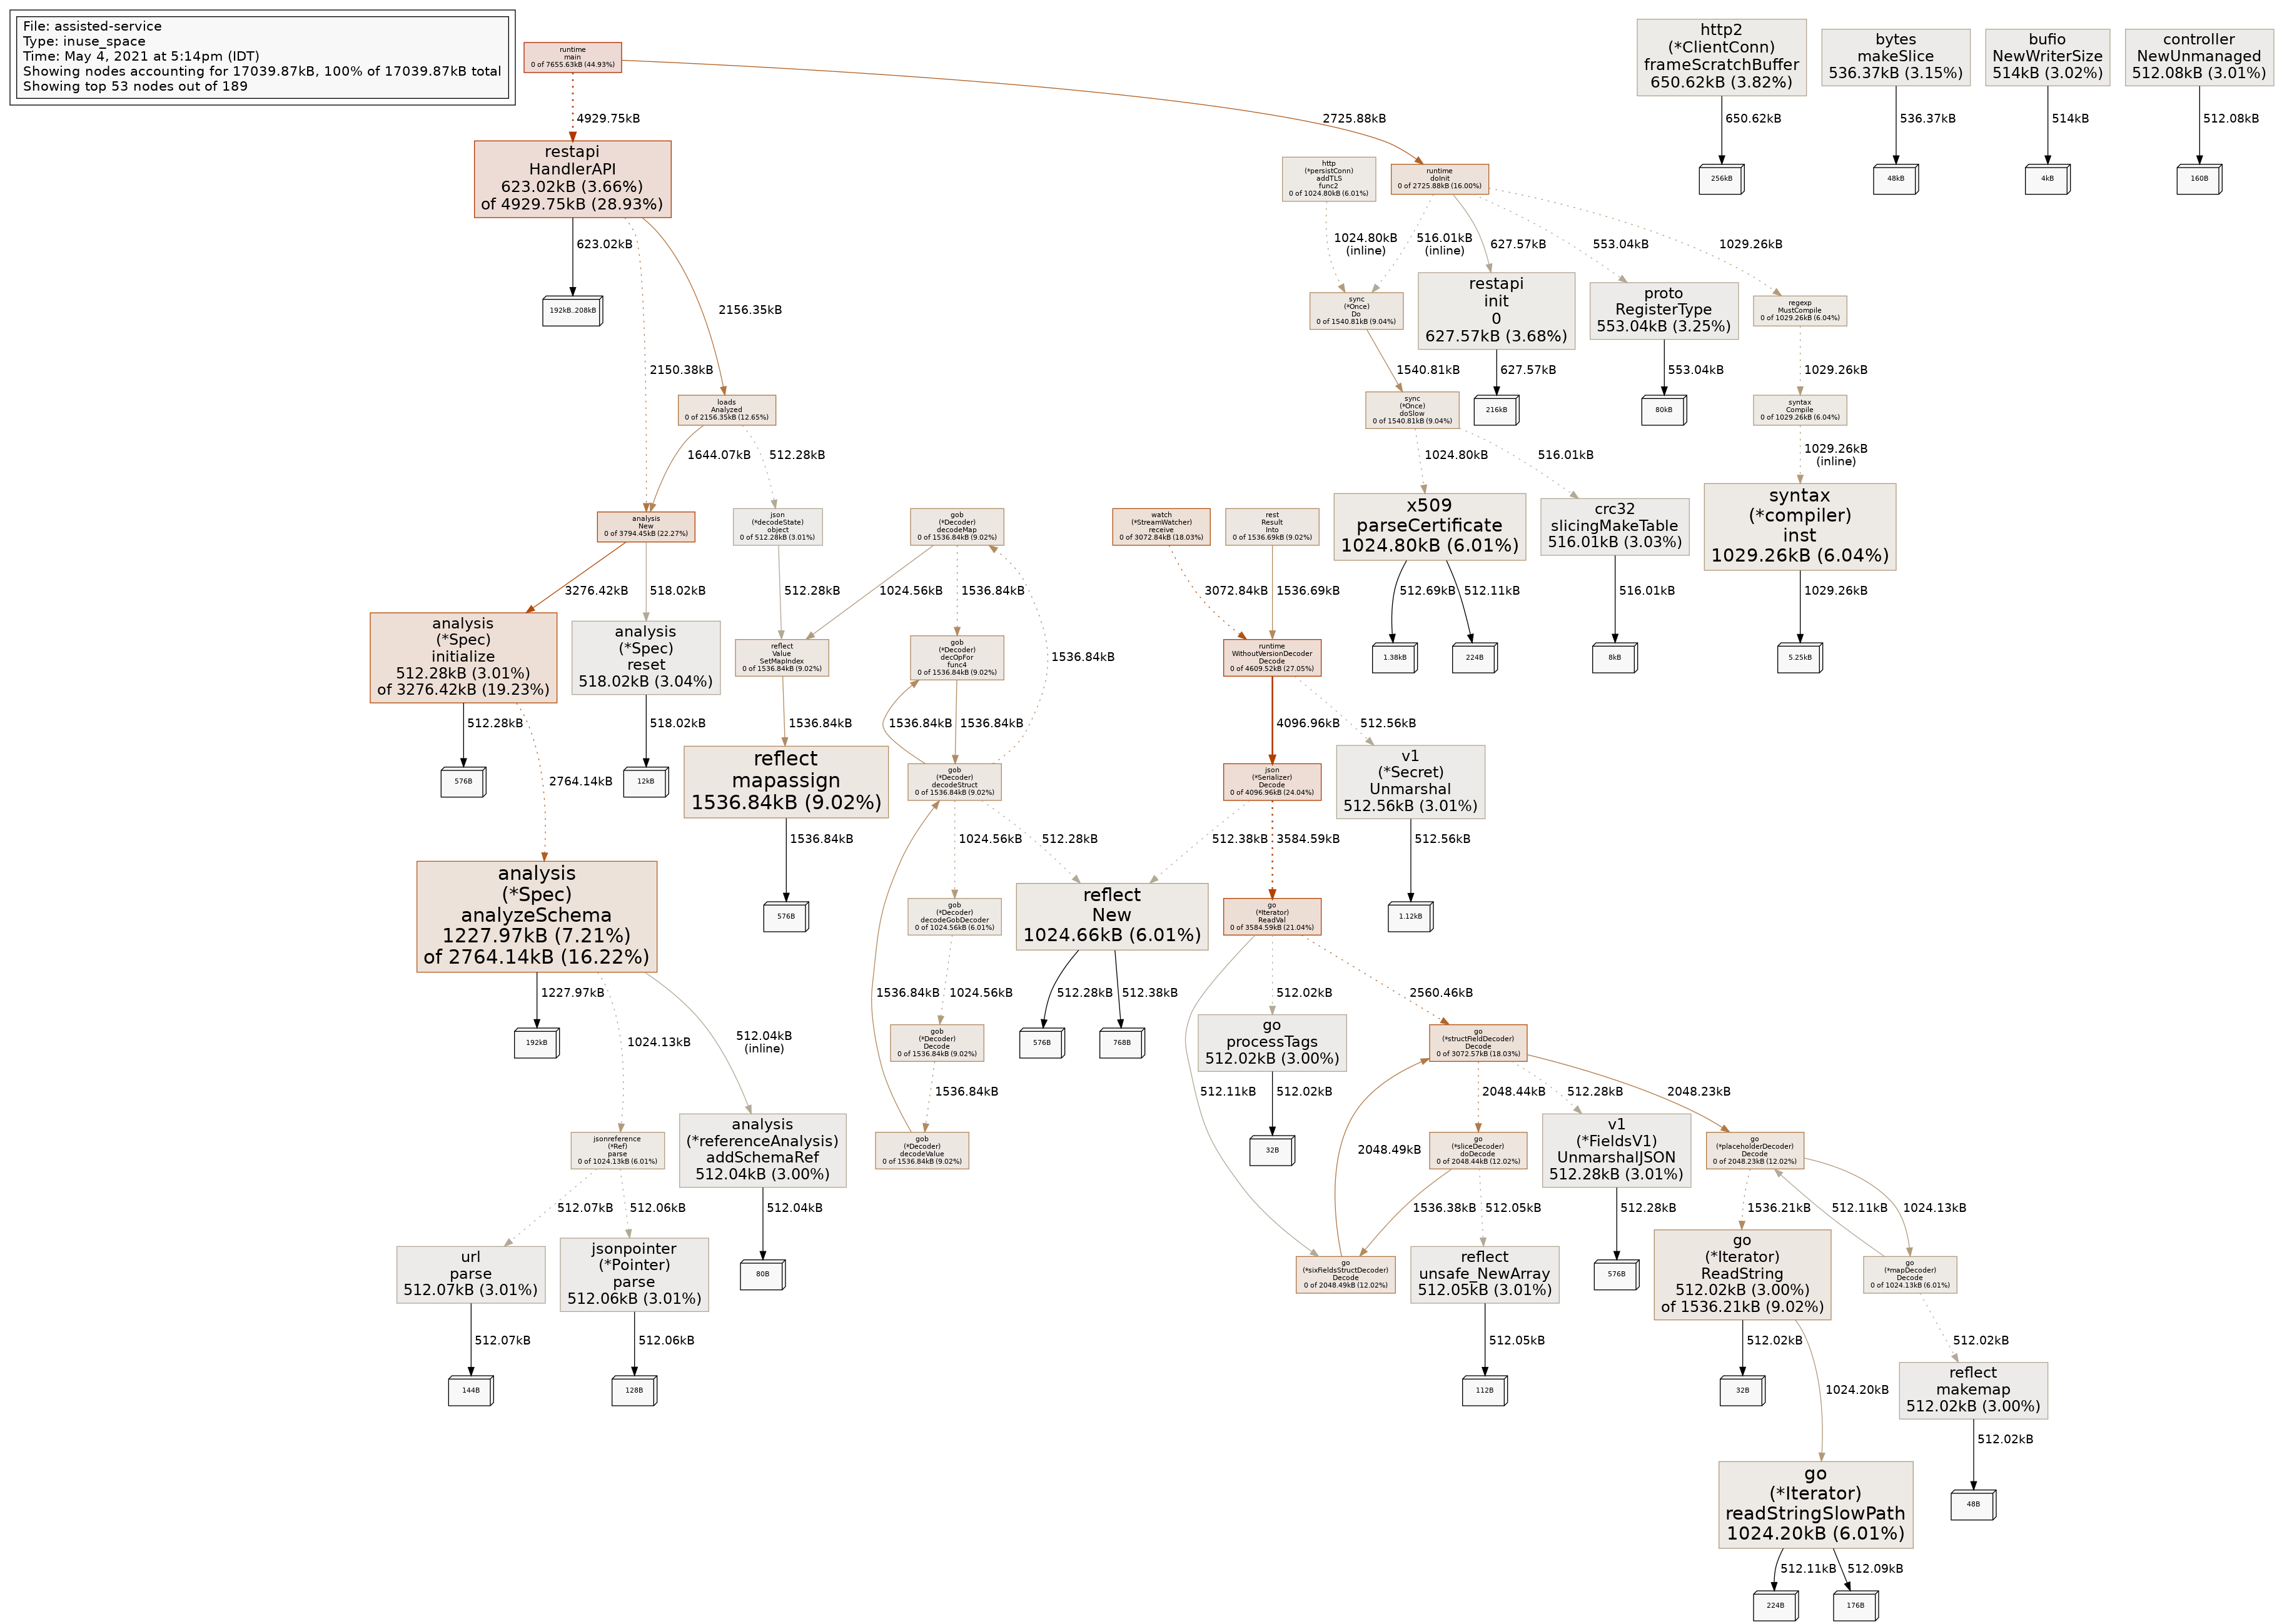 File: assisted-service
Type: inuse_space
Time: May 4, 2021 at 5:14pm (IDT)
Showing nodes accounting for 17039.87kB, 100% of 17039.87kB total
Showing top 53 nodes out of 189
runtime
main
0 of 7655.63kB (44.93%)
http2
(*ClientConn)
frameScratchBuffer
650.62kB (3.82%)
bytes
makeSlice
536.37kB (3.15%)
bufio
NewWriterSize
514kB (3.02%)
controller
NewUnmanaged
512.08kB (3.01%)
4929.75kB
2725.88kB
650.62kB
536.37kB
514kB
512.08kB
restapi
HandlerAPI
623.02kB (3.66%)
of 4929.75kB (28.93%)
http
(*persistConn)
addTLS
func2
0 of 1024.80kB (6.01%)
runtime
doInit
0 of 2725.88kB (16.00%)
256kB
48kB
4kB
160B
623.02kB
1024.80kB
(inline)
516.01kB
(inline)
627.57kB
553.04kB
1029.26kB
192kB..208kB
2150.38kB
2156.35kB
sync
(*Once)
Do
0 of 1540.81kB (9.04%)
restapi
init
0
627.57kB (3.68%)
proto
RegisterType
553.04kB (3.25%)
regexp
MustCompile
0 of 1029.26kB (6.04%)
1540.81kB
627.57kB
553.04kB
1029.26kB
loads
Analyzed
0 of 2156.35kB (12.65%)
sync
(*Once)
doSlow
0 of 1540.81kB (9.04%)
216kB
80kB
syntax
Compile
0 of 1029.26kB (6.04%)
1644.07kB
512.28kB
1024.80kB
516.01kB
1029.26kB
(inline)
analysis
New
0 of 3794.45kB (22.27%)
json
(*decodeState)
object
0 of 512.28kB (3.01%)
gob
(*Decoder)
decodeMap
0 of 1536.84kB (9.02%)
watch
(*StreamWatcher)
receive
0 of 3072.84kB (18.03%)
rest
Result
Into
0 of 1536.69kB (9.02%)
x509
parseCertificate
1024.80kB (6.01%)
crc32
slicingMakeTable
516.01kB (3.03%)
syntax
(*compiler)
inst
1029.26kB (6.04%)
3276.42kB
518.02kB
512.28kB
1024.56kB
1536.84kB
1536.84kB
3072.84kB
1536.69kB
512.69kB
512.11kB
516.01kB
1029.26kB
analysis
(*Spec)
initialize
512.28kB (3.01%)
of 3276.42kB (19.23%)
analysis
(*Spec)
reset
518.02kB (3.04%)
reflect
Value
SetMapIndex
0 of 1536.84kB (9.02%)
gob
(*Decoder)
decOpFor
func4
0 of 1536.84kB (9.02%)
runtime
WithoutVersionDecoder
Decode
0 of 4609.52kB (27.05%)
1.38kB
224B
8kB
5.25kB
512.28kB
2764.14kB
518.02kB
1536.84kB
1536.84kB
1536.84kB
4096.96kB
512.56kB
576B
12kB
reflect
mapassign
1536.84kB (9.02%)
gob
(*Decoder)
decodeStruct
0 of 1536.84kB (9.02%)
json
(*Serializer)
Decode
0 of 4096.96kB (24.04%)
v1
(*Secret)
Unmarshal
512.56kB (3.01%)
1536.84kB
1024.56kB
512.28kB
512.38kB
3584.59kB
512.56kB
analysis
(*Spec)
analyzeSchema
1227.97kB (7.21%)
of 2764.14kB (16.22%)
576B
gob
(*Decoder)
decodeGobDecoder
0 of 1024.56kB (6.01%)
reflect
New
1024.66kB (6.01%)
go
(*Iterator)
ReadVal
0 of 3584.59kB (21.04%)
1.12kB
1227.97kB
1024.13kB
512.04kB
(inline)
1536.84kB
1024.56kB
512.28kB
512.38kB
512.11kB
512.02kB
2560.46kB
192kB
gob
(*Decoder)
Decode
0 of 1536.84kB (9.02%)
576B
768B
go
processTags
512.02kB (3.00%)
go
(*structFieldDecoder)
Decode
0 of 3072.57kB (18.03%)
1536.84kB
512.02kB
2048.49kB
2048.44kB
512.28kB
2048.23kB
jsonreference
(*Ref)
parse
0 of 1024.13kB (6.01%)
analysis
(*referenceAnalysis)
addSchemaRef
512.04kB (3.00%)
gob
(*Decoder)
decodeValue
0 of 1536.84kB (9.02%)
32B
go
(*sliceDecoder)
doDecode
0 of 2048.44kB (12.02%)
v1
(*FieldsV1)
UnmarshalJSON
512.28kB (3.01%)
go
(*placeholderDecoder)
Decode
0 of 2048.23kB (12.02%)
512.07kB
512.06kB
512.04kB
1536.38kB
512.05kB
512.28kB
1536.21kB
512.11kB
1024.13kB
url
parse
512.07kB (3.01%)
jsonpointer
(*Pointer)
parse
512.06kB (3.01%)
80B
go
(*sixFieldsStructDecoder)
Decode
0 of 2048.49kB (12.02%)
reflect
unsafe_NewArray
512.05kB (3.01%)
576B
go
(*Iterator)
ReadString
512.02kB (3.00%)
of 1536.21kB (9.02%)
go
(*mapDecoder)
Decode
0 of 1024.13kB (6.01%)
512.07kB
512.06kB
512.05kB
512.02kB
1024.20kB
512.02kB
144B
128B
112B
32B
reflect
makemap
512.02kB (3.00%)
512.02kB
go
(*Iterator)
readStringSlowPath
1024.20kB (6.01%)
48B
512.11kB
512.09kB
224B
176B